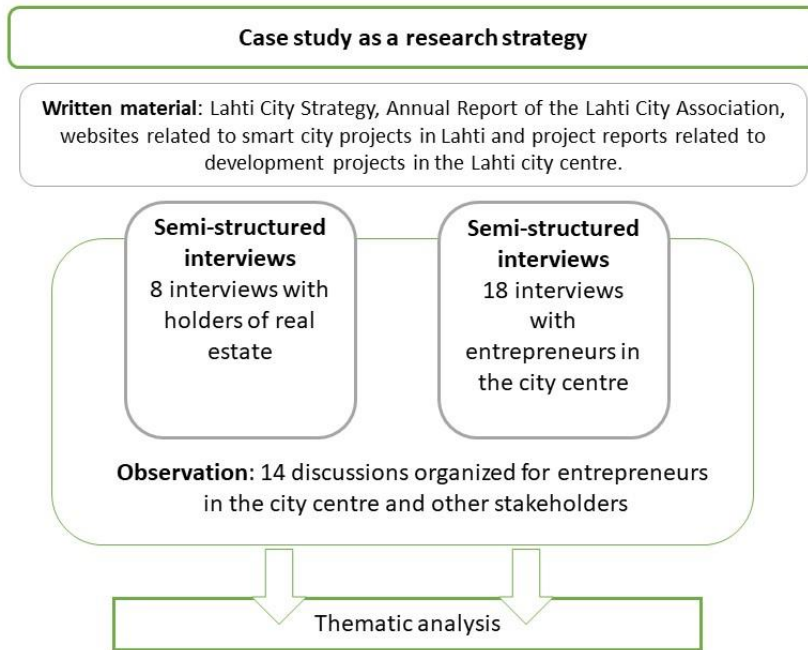 Case study as a research strategy
Written material: Lahti City Strategy, Annual Report of the Lahti City Association,
websites related to smart city projects in Lahti and project reports related to
development projects in the Lahti city centre.
Semi-structured
interviews
8 interviews with
holders of real
estate
Semi-structured
interviews
18 interviews
with
entrepreneurs in
the city centre
Observation: 14 discussions organized for entrepreneurs
in the city centre and other stakeholders
Thematic analysis